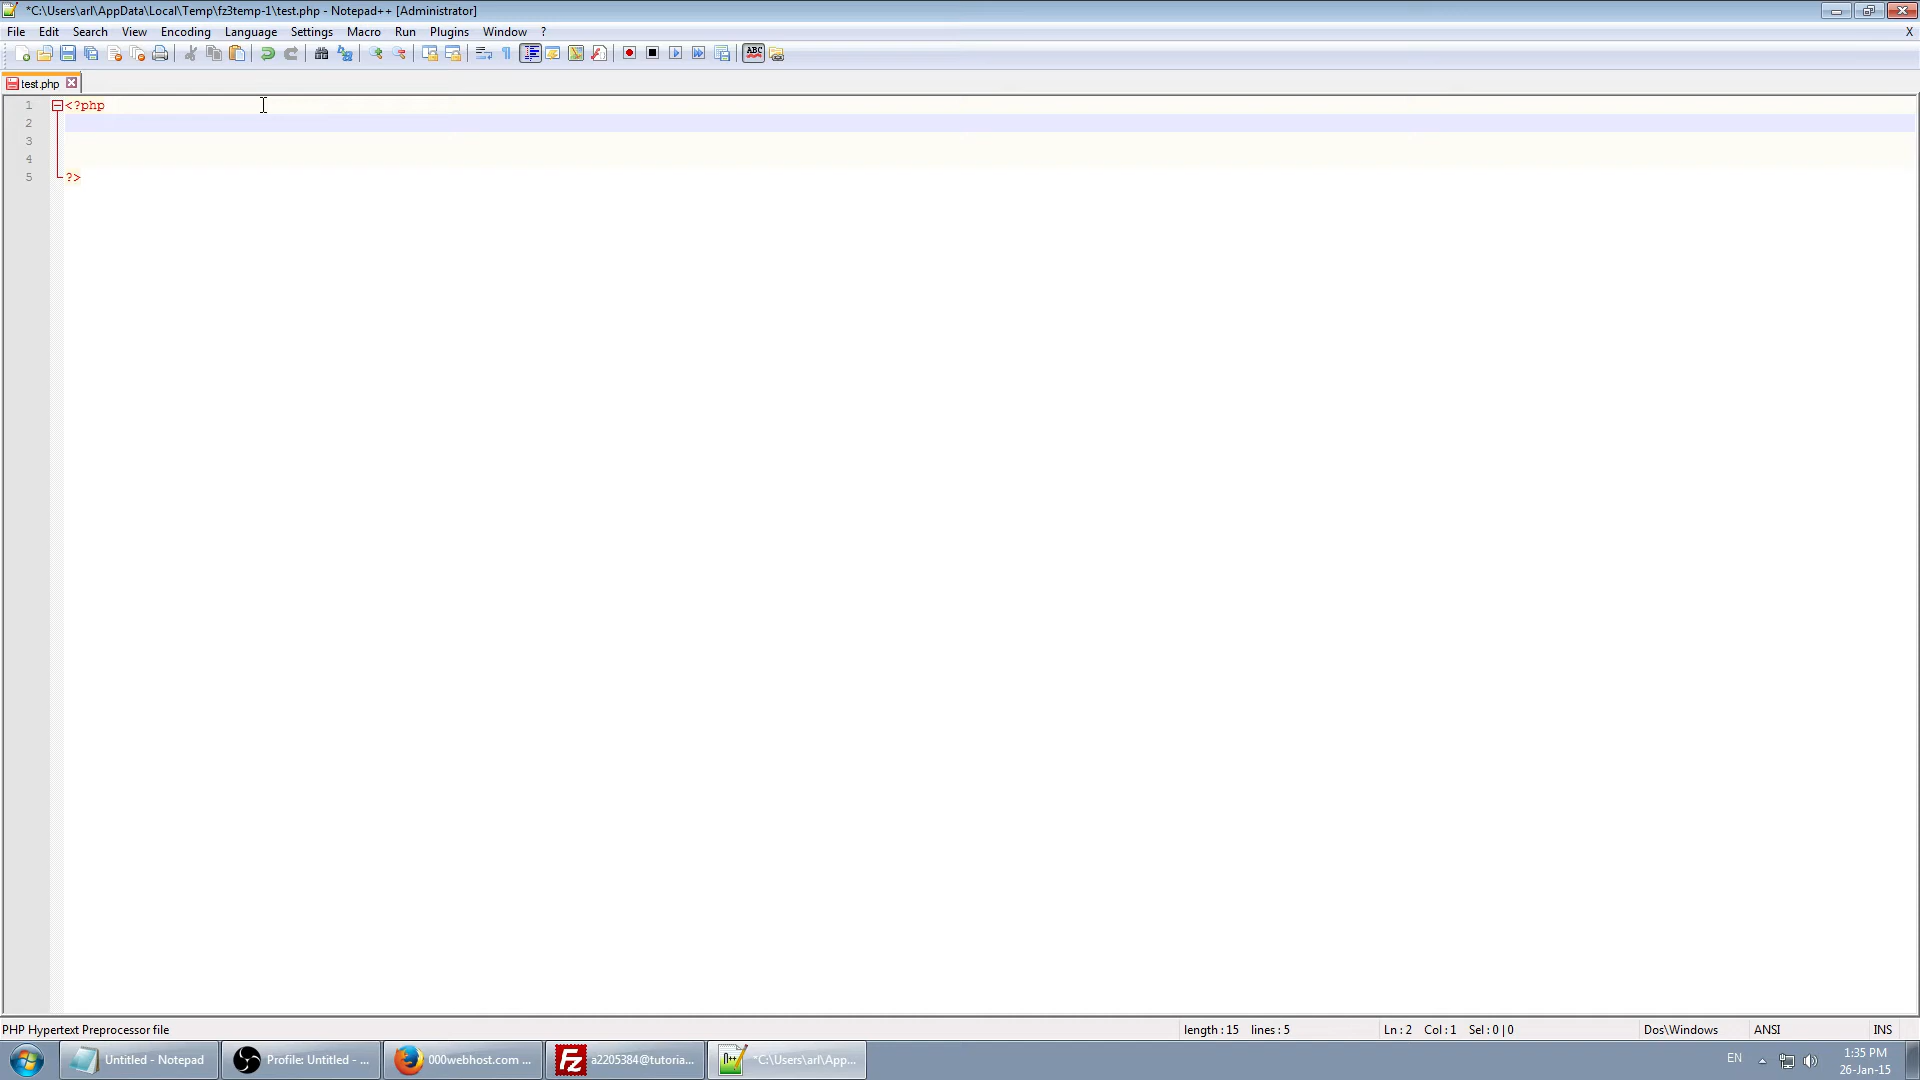 *C:\Users\arl\AppData\Local\Temp\fz3temp-1\test.php - Notepad++ [Administrator]
File Edit Search View Encoding Language Settings Macro Run Plugins Window ? X
ABC
test.php
1 <?php
2
3
4
5 ?>
PHP Hypertext Preprocessor file length : 15 lines : 5 Ln : 2 Col : 1 Sel : 0 | 0 Dos\Windows ANSI INS
Untitled - Notepad Profile: Untitled - ... 000webhost.com ... a2205384@tutoria... *C:\Users\arl\App... EN 1:35 PM
26-Jan-15